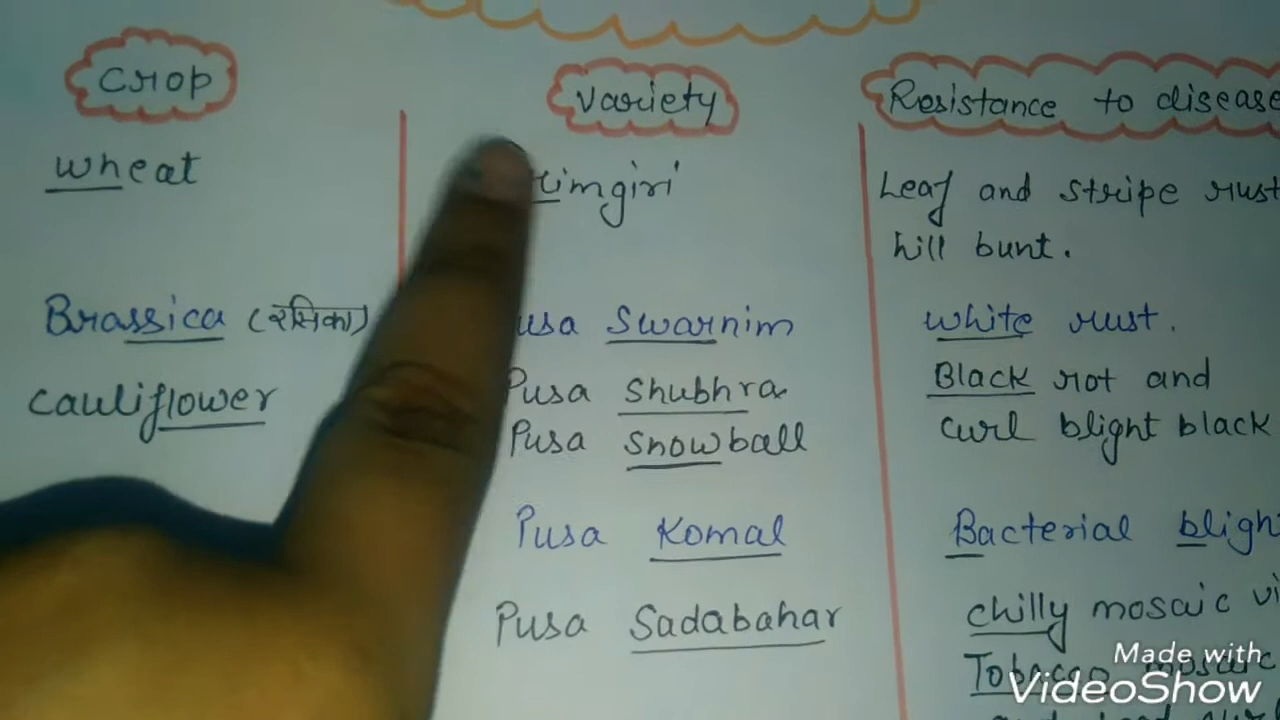 Crop Variety Resistance to disease
Wheat Leaf and stripe rust
hill bunt.
Brassica (रसिका) Pusa Swarnim white rust.
Cauliflower Pusa Shubhra Black rot and
Pusa Snowball curl blight black
Pusa Komal Bacterial
Pusa Sadabahar chilly mosaic
Tobacco
Made with
VideoShow